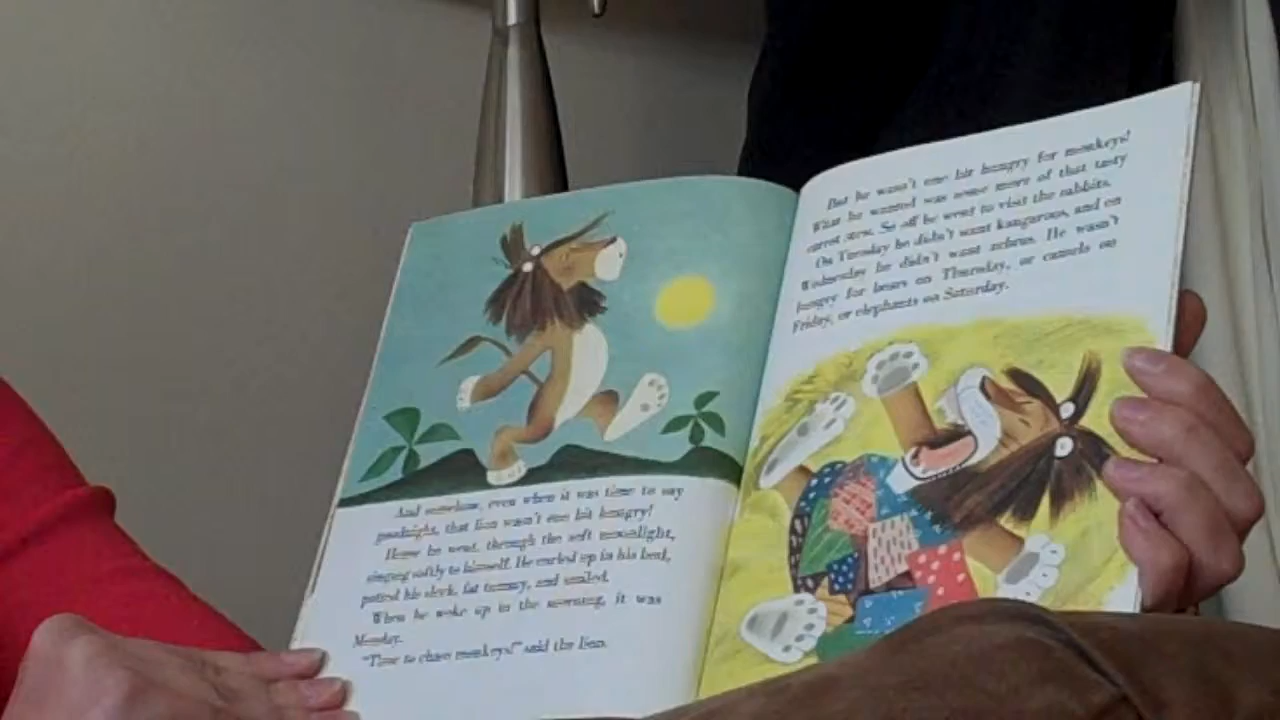 And somehow, even when it was time to say
goodnight, that lion wasn't one bit hungry!
Home he went, through the soft moonlight,
singing softly to himself. He curled up in his bed,
patted his sleek, fat tummy, and smiled.
When he woke up in the morning, it was
Monday.
"Time to chase monkeys!" said the lion.
But he wasn't one bit hungry for monkeys!
What he wanted was some more of that tasty
carrot stew. So off he went to visit the rabbits.
On Tuesday he didn't want kangaroos, and on
Wednesday he didn't want zebras. He wasn't
hungry for bears on Thursday, or camels on
Friday, or elephants on Saturday.